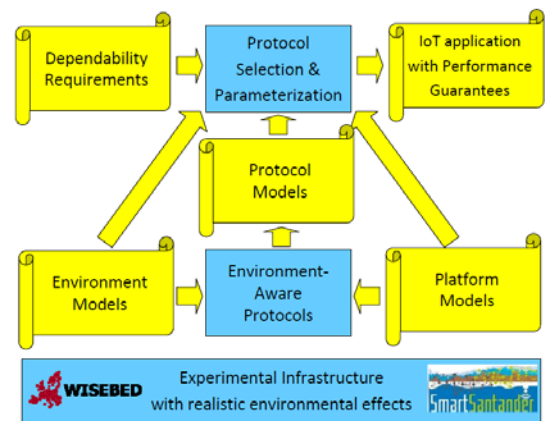 Dependability
Requirements
Protocol
Selection &
Parameterization
IoT application
with Performance
Guarantees
Protocol
Models
Environment
Models
Environment-
Aware
Protocols
Platform
Models
WISEBED
Experimental Infrastructure
with realistic environmental effects
SmartSantander